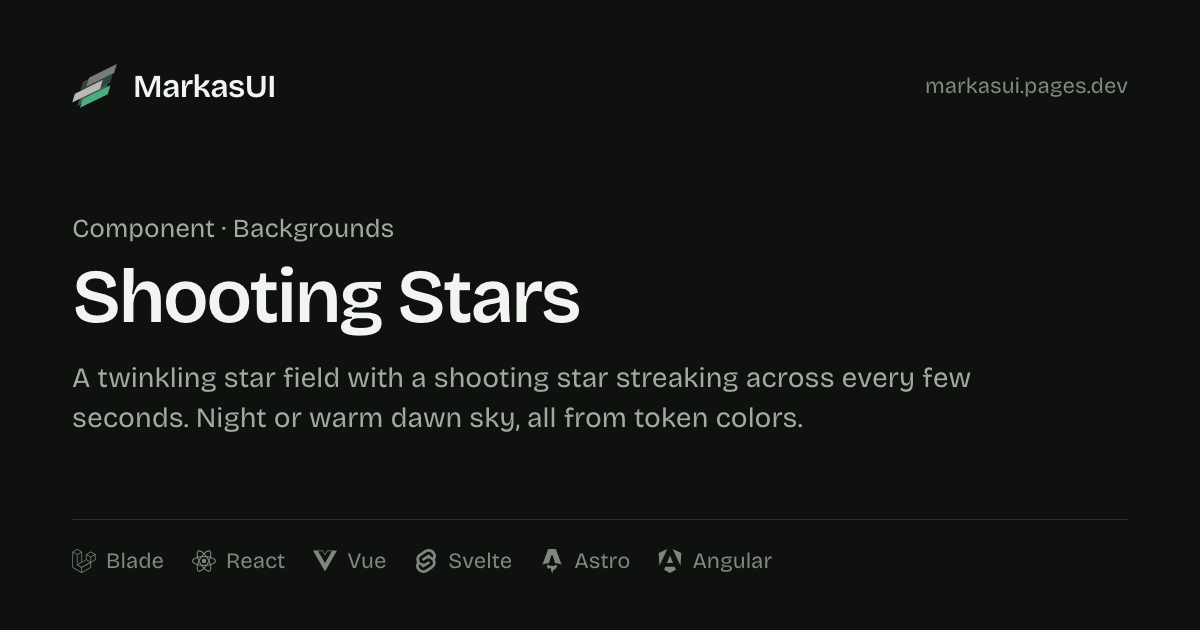 MarkasUI
markasui.pages.dev
Component · Backgrounds
Shooting Stars
A twinkling star field with a shooting star streaking across every few
seconds. Night or warm dawn sky, all from token colors.
Blade React Vue Svelte Astro Angular